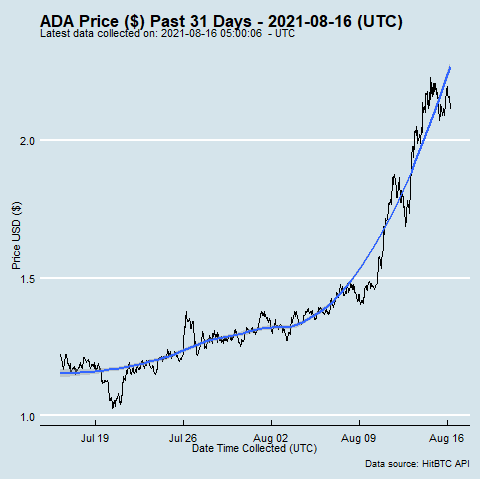 ADA Price ($) Past 31 Days - 2021-08-16 (UTC)
Latest data collected on: 2021-08-16 05:00:06 - UTC
Price USD ($)
2.0
1.5
1.0
Jul 19 Jul 26 Aug 02 Aug 09 Aug 16
Date Time Collected (UTC)
Data source: HitBTC API